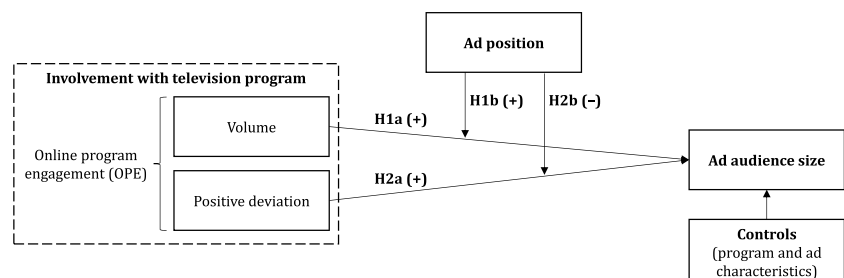 Ad position
Involvement with television program
H1b (+)
H2b (−)
Volume
H1a (+)
Online program
engagement (OPE)
Ad audience size
H2a (+)
Positive deviation
Controls
(program and ad
characteristics)